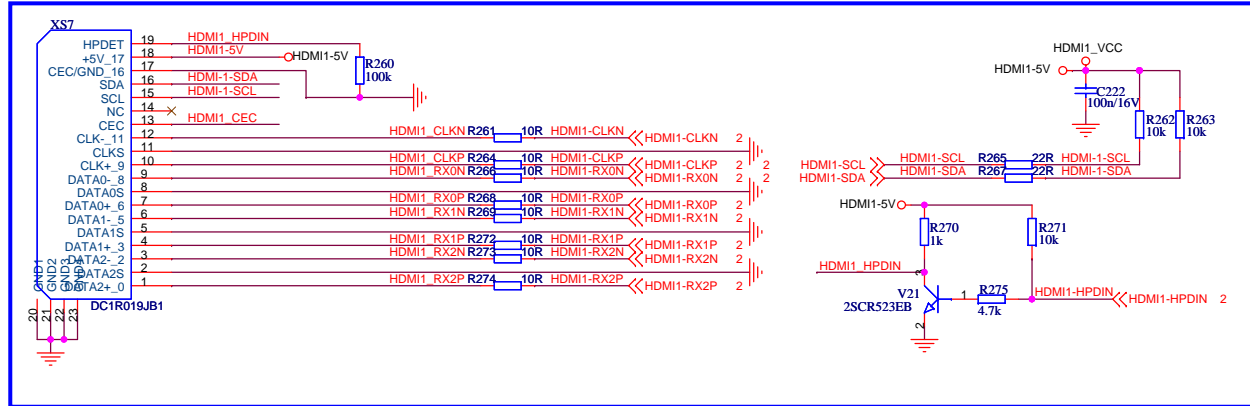 XS7
HPDET 19 HDMI1_HPDIN
+5V_17 18 HDMI1-5V HDMI1-5V
CEC/GND_16 17
SDA 16 HDMI-1-SDA
SCL 15 HDMI-1-SCL
NC 14
CEC 13 HDMI1_CEC
CLK-_11 12 HDMI1_CLKN R261 10R HDMI1-CLKN HDMI1-CLKN 2
CLKS 11
CLK+_9 10 HDMI1_CLKP R264 10R HDMI1-CLKP HDMI1-CLKP 2 2
DATA0-_8 9 HDMI1_RX0N R266 10R HDMI1-RX0N HDMI1-RX0N 2 2
DATA0S 8
DATA0+_6 7 HDMI1_RX0P R268 10R HDMI1-RX0P HDMI1-RX0P 2
DATA1-_5 6 HDMI1_RX1N R269 10R HDMI1-RX1N HDMI1-RX1N 2
DATA1S 5
DATA1+_3 4 HDMI1_RX1P R272 10R HDMI1-RX1P HDMI1-RX1P 2
DATA2-_2 3 HDMI1_RX2N R273 10R HDMI1-RX2N HDMI1-RX2N 2
DATA2S 2
DATA2+_0 1 HDMI1_RX2P R274 10R HDMI1-RX2P HDMI1-RX2P 2
GND1
GND2
GND3
GND4
DC1R019JB1
20
21
22
23
R260
100k
HDMI1_VCC
HDMI1-5V
C222
100n/16V
R262
10k
R263
10k
HDMI1-SCL HDMI1-SCL R265 22R HDMI-1-SCL
HDMI1-SDA HDMI1-SDA R267 22R HDMI-1-SDA
HDMI1-5V
R270
1k
R271
10k
HDMI1_HPDIN
3
V21
2SCR523EB
1
2
R275
4.7k
HDMI1-HPDIN
HDMI1-HPDIN 2